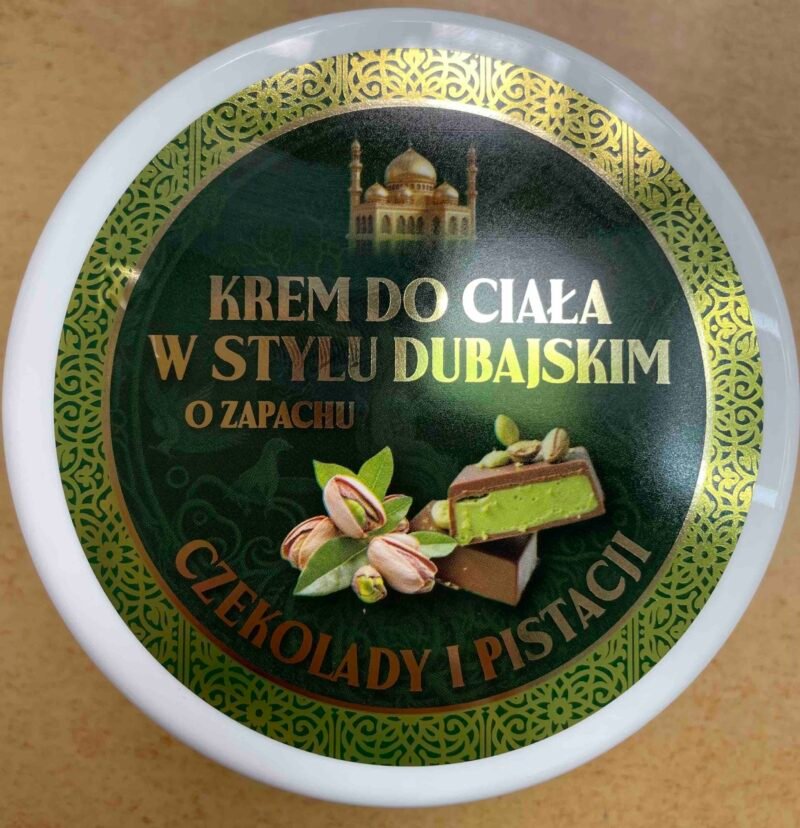 KREM DO CIAŁA
W STYLU DUBAJSKIM
O ZAPACHU
CZEKOLADY I PISTACJI